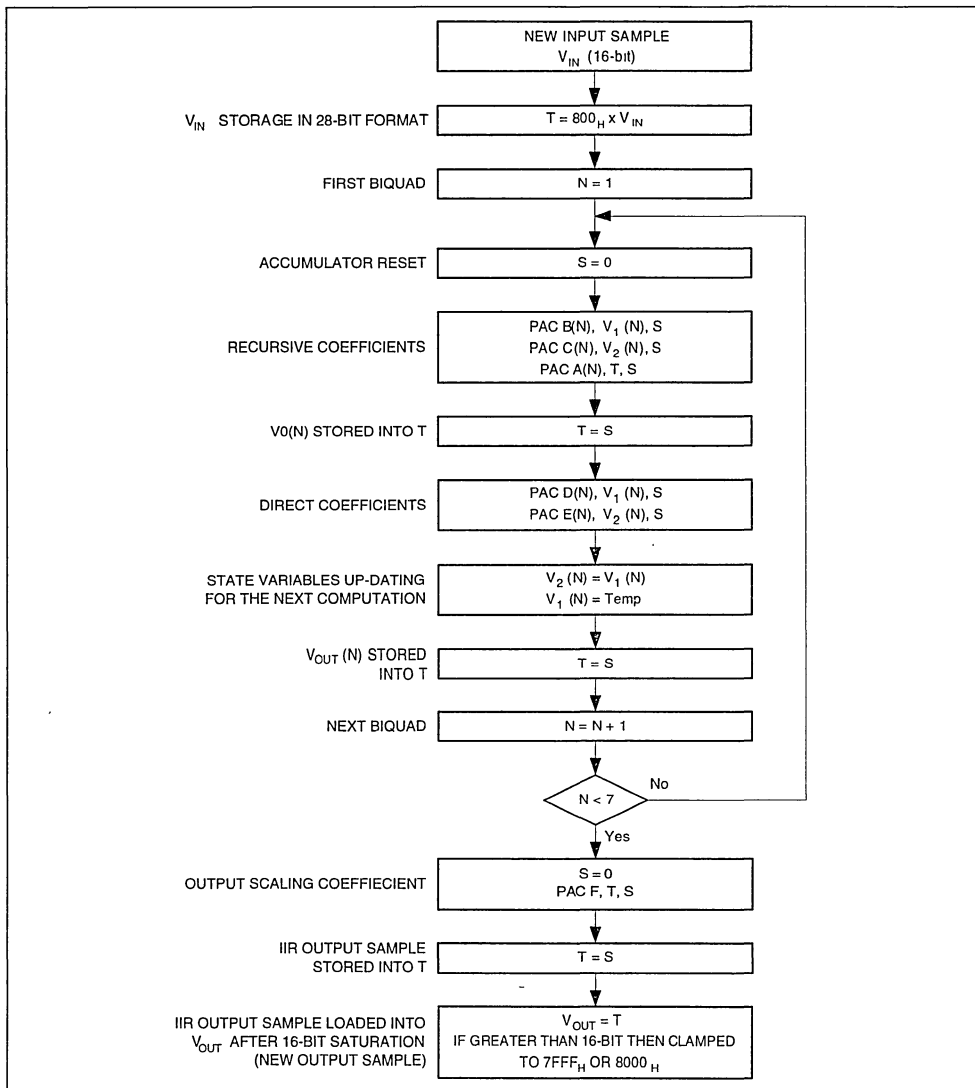 NEW INPUT SAMPLE
V_IN (16-bit)
V_IN STORAGE IN 28-BIT FORMAT
T = 800_H x V_IN
FIRST BIQUAD
N = 1
ACCUMULATOR RESET
S = 0
RECURSIVE COEFFICIENTS
PAC B(N), V_1 (N), S
PAC C(N), V_2 (N), S
PAC A(N), T, S
V0(N) STORED INTO T
T = S
DIRECT COEFFICIENTS
PAC D(N), V_1 (N), S
PAC E(N), V_2 (N), S
STATE VARIABLES UP-DATING
FOR THE NEXT COMPUTATION
V_2 (N) = V_1 (N)
V_1 (N) = Temp
V_OUT (N) STORED
INTO T
T = S
NEXT BIQUAD
N = N + 1
N < 7
No
Yes
OUTPUT SCALING COEFFIECIENT
S = 0
PAC F, T, S
IIR OUTPUT SAMPLE
STORED INTO T
T = S
IIR OUTPUT SAMPLE LOADED INTO
V_OUT AFTER 16-BIT SATURATION
(NEW OUTPUT SAMPLE)
V_OUT = T
IF GREATER THAN 16-BIT THEN CLAMPED
TO 7FFF_H OR 8000_H